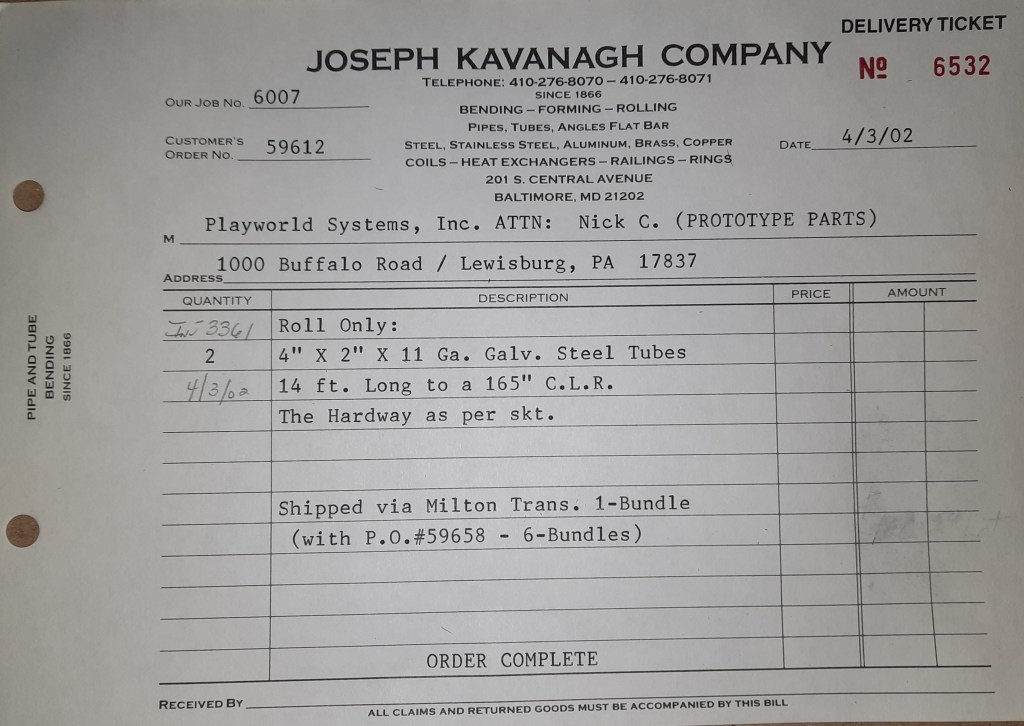 DELIVERY TICKET
JOSEPH KAVANAGH COMPANY
Nº 6532
TELEPHONE: 410-276-8070 – 410-276-8071
SINCE 1866
OUR JOB NO. 6007
BENDING – FORMING – ROLLING
PIPES, TUBES, ANGLES FLAT BAR
CUSTOMER'S
ORDER NO. 59612
STEEL, STAINLESS STEEL, ALUMINUM, BRASS, COPPER
DATE 4/3/02
COILS – HEAT EXCHANGERS – RAILINGS – RINGS
201 S. CENTRAL AVENUE
BALTIMORE, MD 21202
M Playworld Systems, Inc. ATTN: Nick C. (PROTOTYPE PARTS)
ADDRESS 1000 Buffalo Road / Lewisburg, PA 17837
QUANTITY DESCRIPTION PRICE AMOUNT
Inv 3361 Roll Only:
2 4" X 2" X 11 Ga. Galv. Steel Tubes
4/3/02 14 ft. Long to a 165" C.L.R.
The Hardway as per skt.
Shipped via Milton Trans. 1-Bundle
(with P.O.#59658 - 6-Bundles)
ORDER COMPLETE
RECEIVED BY
ALL CLAIMS AND RETURNED GOODS MUST BE ACCOMPANIED BY THIS BILL
PIPE AND TUBE
BENDING
SINCE 1866